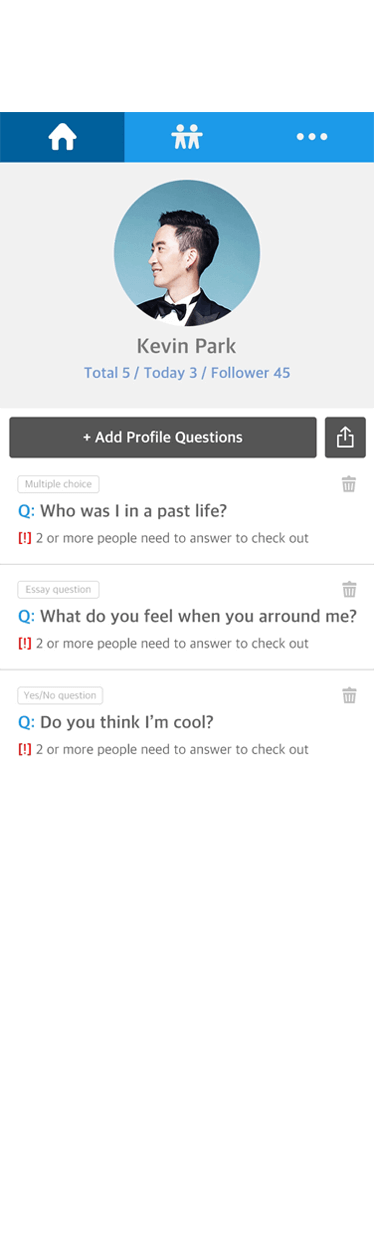 Kevin Park
Total 5 / Today 3 / Follower 45
+ Add Profile Questions
Multiple choice
Q: Who was I in a past life?
[!] 2 or more people need to answer to check out
Essay question
Q: What do you feel when you arround me?
[!] 2 or more people need to answer to check out
Yes/No question
Q: Do you think I'm cool?
[!] 2 or more people need to answer to check out